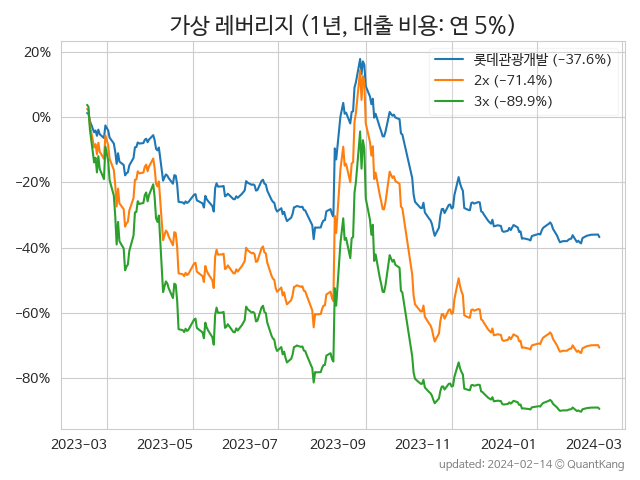 가상 레버리지 (1년, 대출 비용: 연 5%)
롯데관광개발 (-37.6%)
2x (-71.4%)
3x (-89.9%)
20%
0%
−20%
−40%
−60%
−80%
2023-03 2023-05 2023-07 2023-09 2023-11 2024-01 2024-03
updated: 2024-02-14 © QuantKang